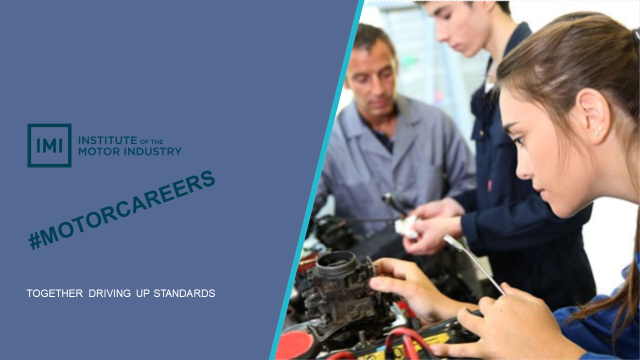 IMI
INSTITUTE OF THE
MOTOR INDUSTRY
#MOTORCAREERS
TOGETHER DRIVING UP STANDARDS